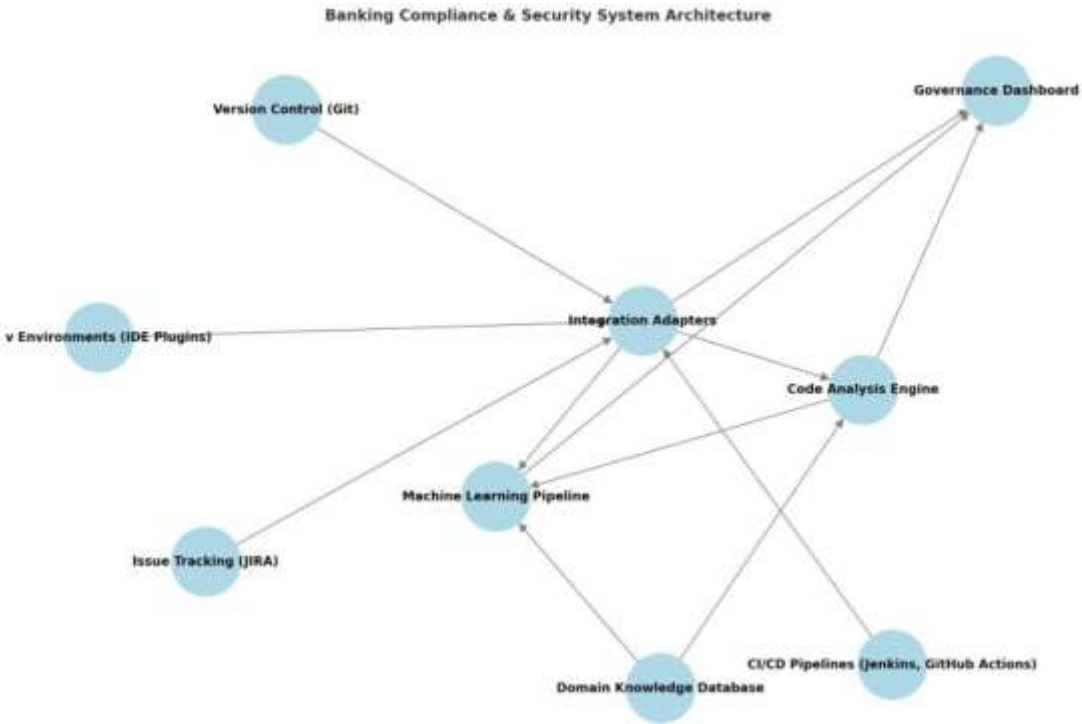 Banking Compliance & Security System Architecture
Governance Dashboard
Version Control (Git)
Integration Adapters
v Environments (IDE Plugins)
Code Analysis Engine
Machine Learning Pipeline
Issue Tracking (JIRA)
CI/CD Pipelines (Jenkins, GitHub Actions)
Domain Knowledge Database